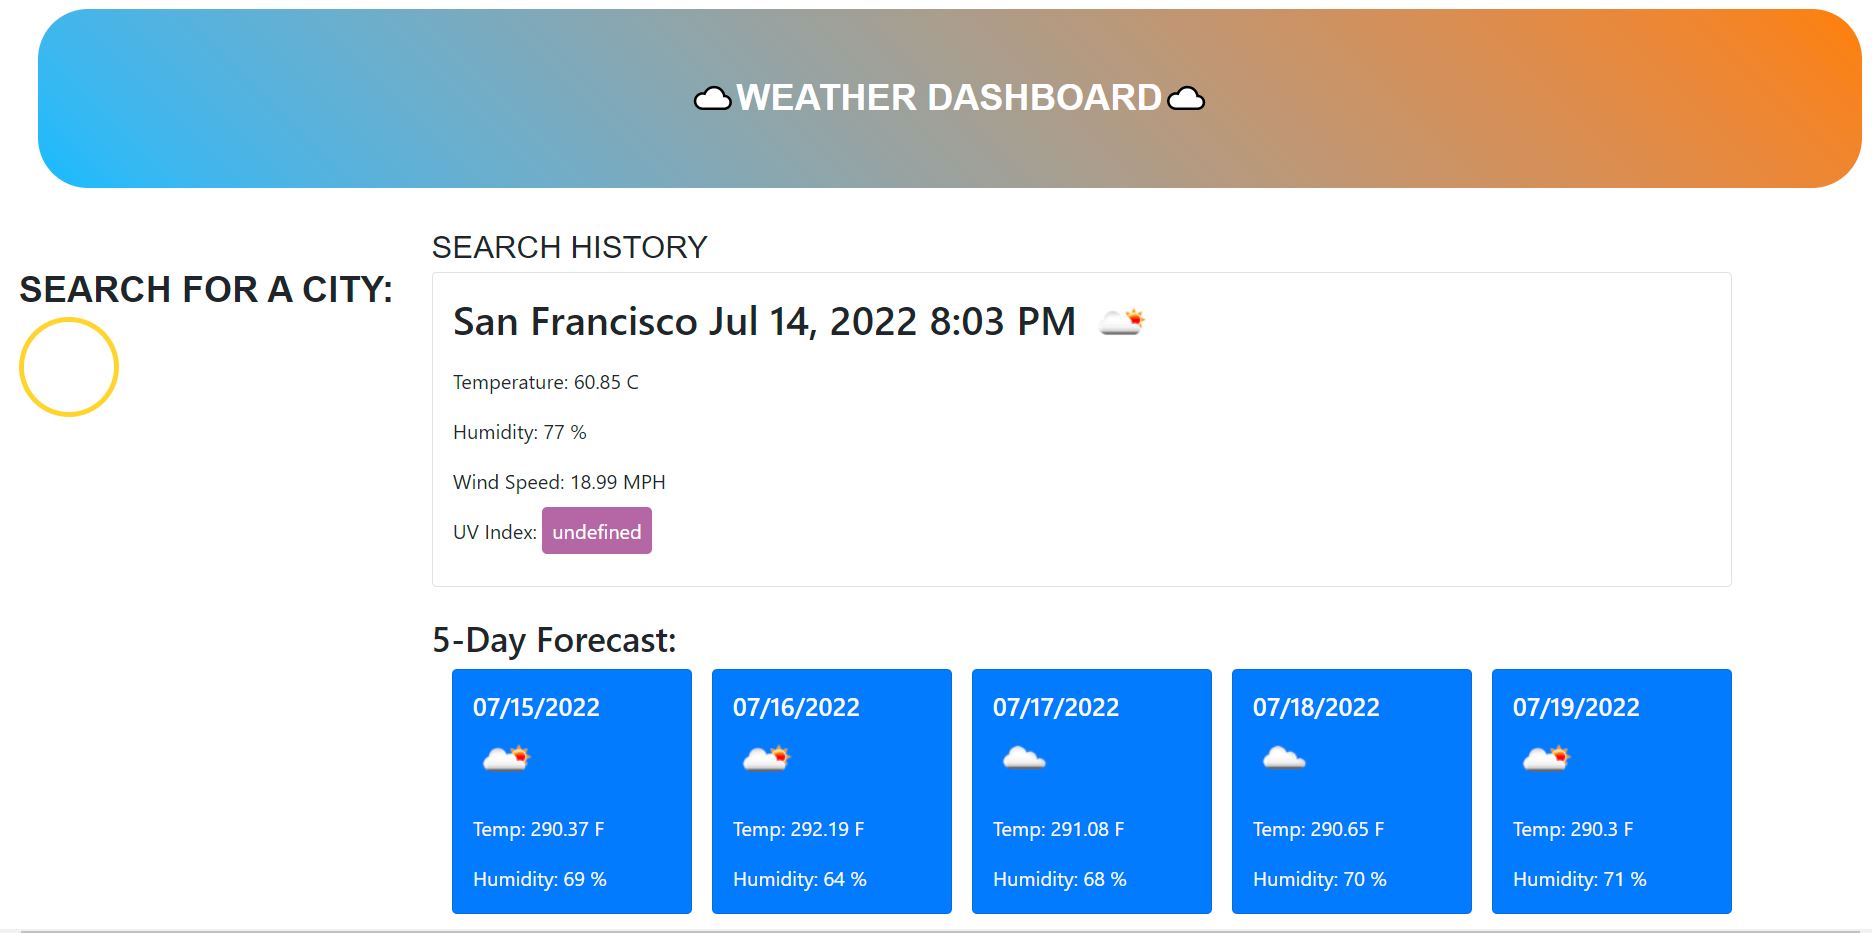 WEATHER DASHBOARD
SEARCH FOR A CITY:
SEARCH HISTORY
San Francisco Jul 14, 2022 8:03 PM
Temperature: 60.85 C
Humidity: 77 %
Wind Speed: 18.99 MPH
UV Index: undefined
5-Day Forecast:
07/15/2022
Temp: 290.37 F
Humidity: 69 %
07/16/2022
Temp: 292.19 F
Humidity: 64 %
07/17/2022
Temp: 291.08 F
Humidity: 68 %
07/18/2022
Temp: 290.65 F
Humidity: 70 %
07/19/2022
Temp: 290.3 F
Humidity: 71 %